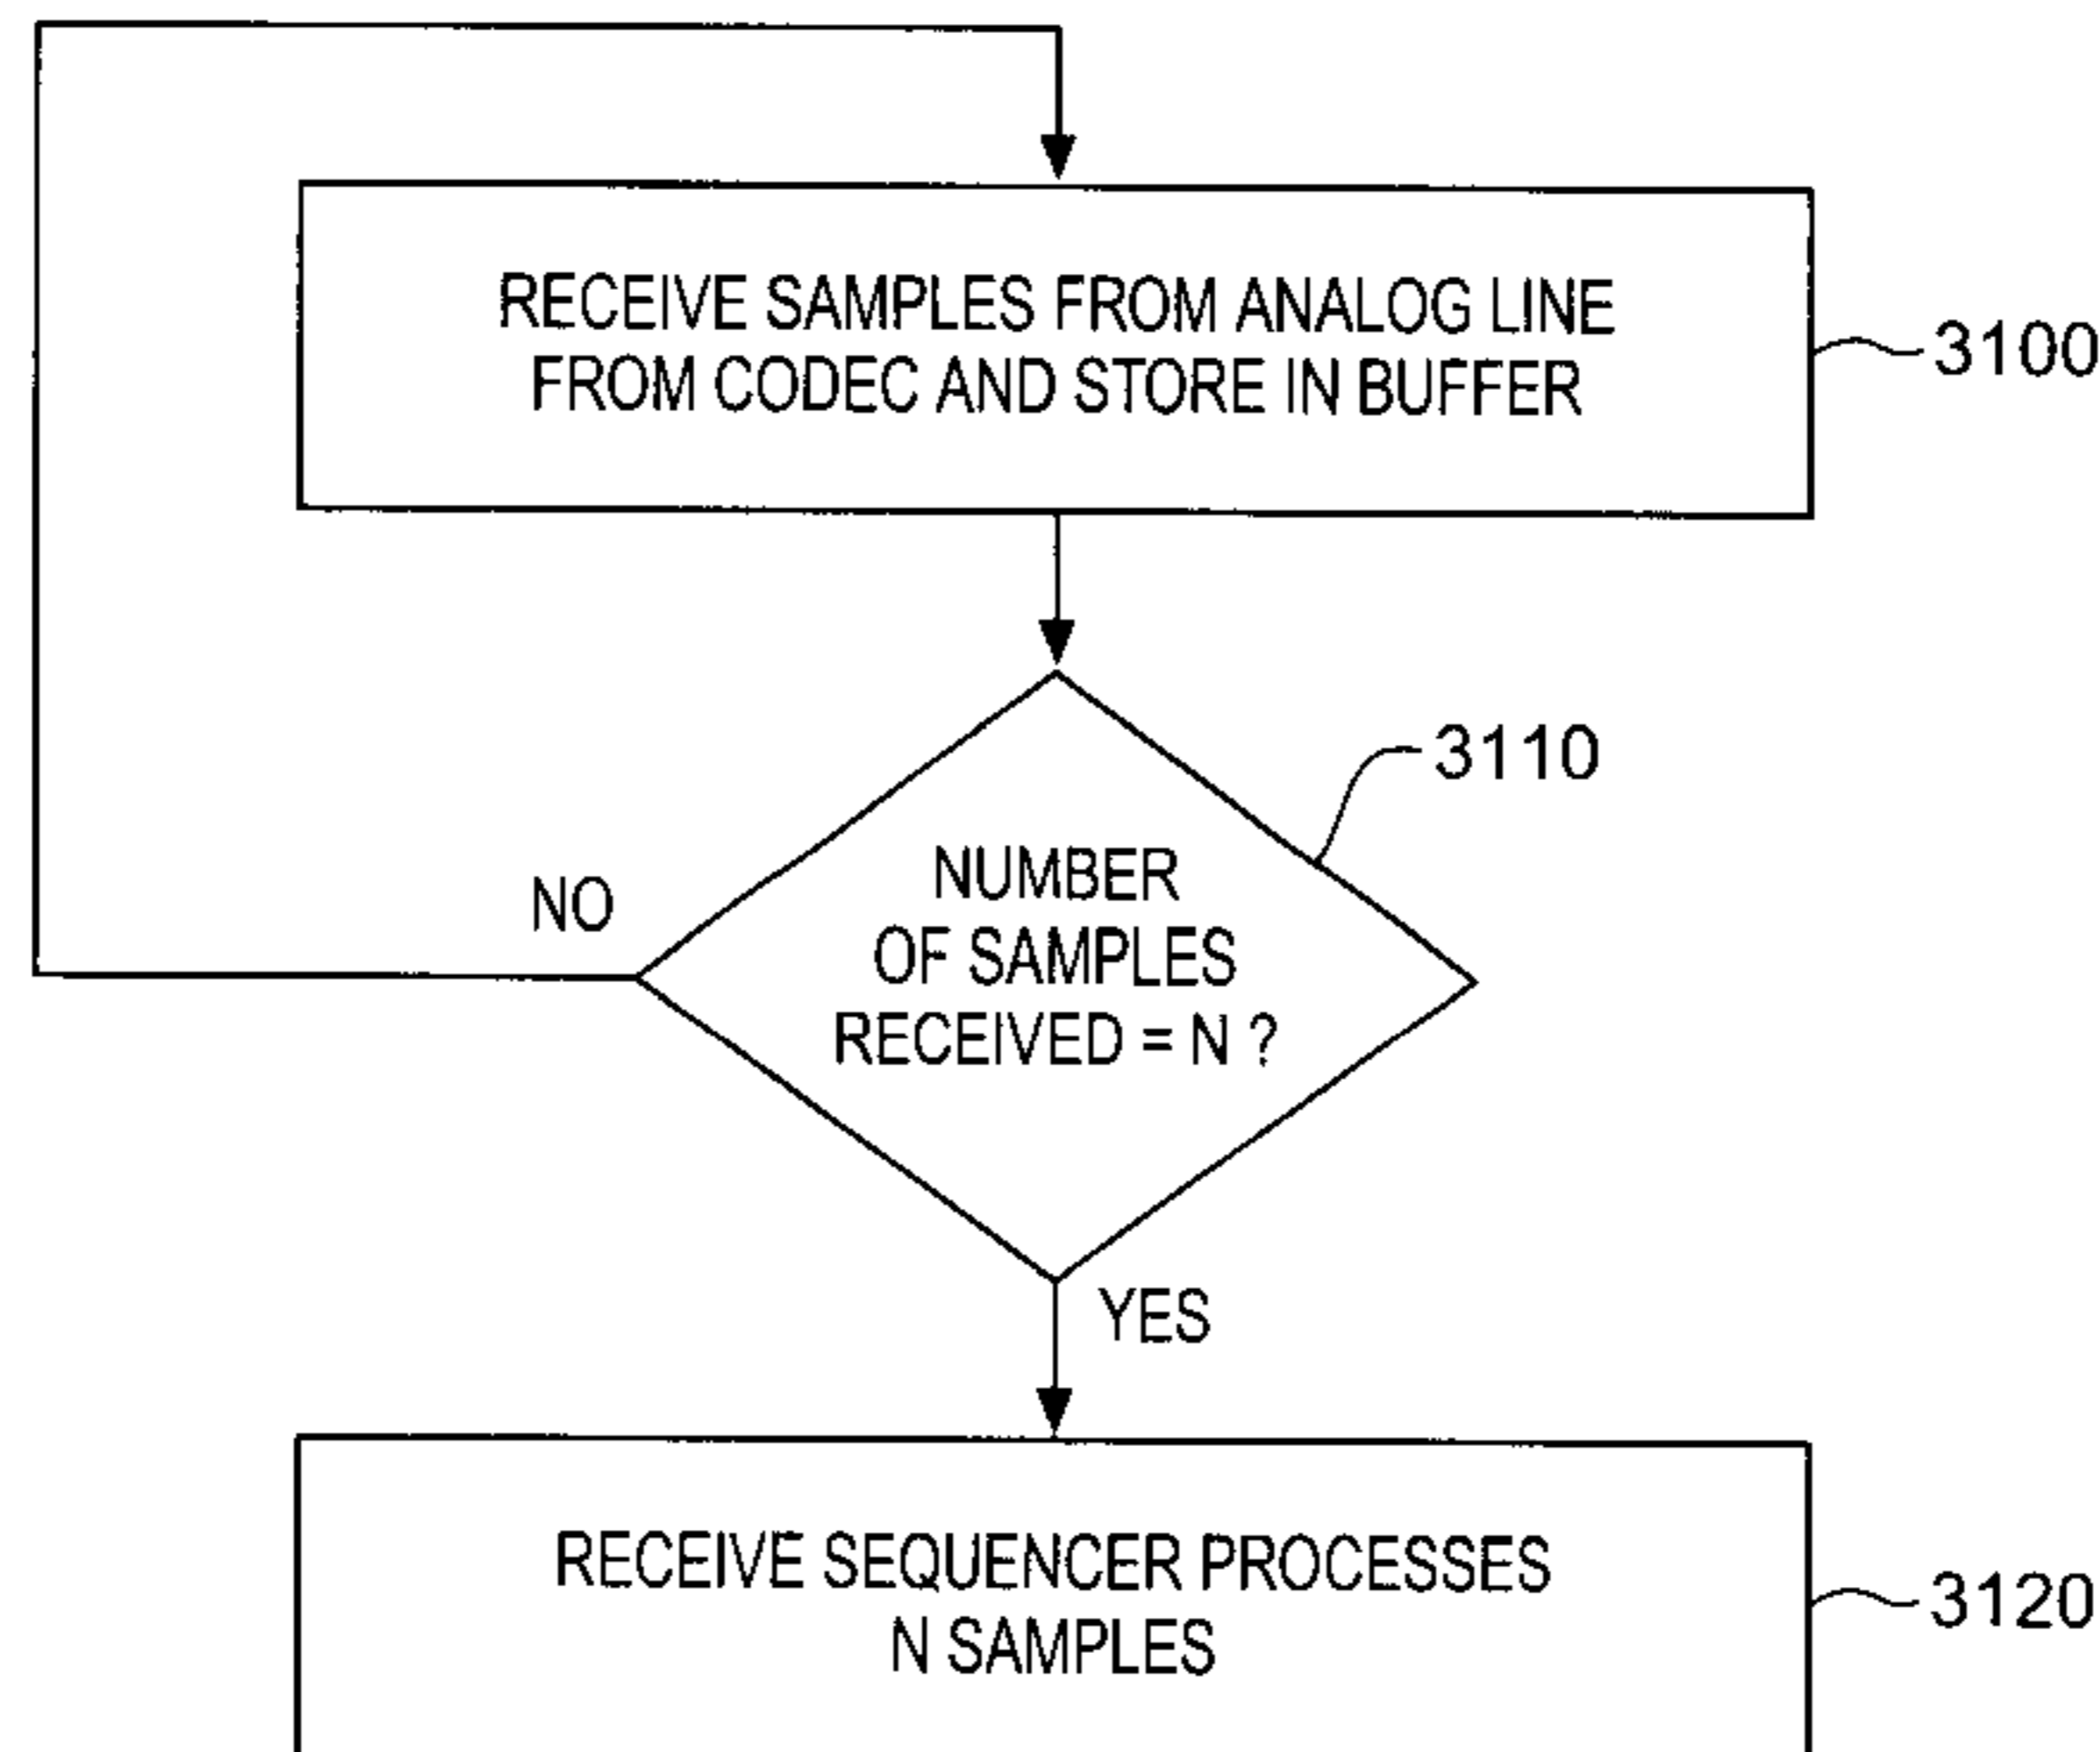 RECEIVE SAMPLES FROM ANALOG LINE
FROM CODEC AND STORE IN BUFFER
3100
3110
NUMBER
OF SAMPLES
RECEIVED = N ?
NO
YES
RECEIVE SEQUENCER PROCESSES
N SAMPLES
3120